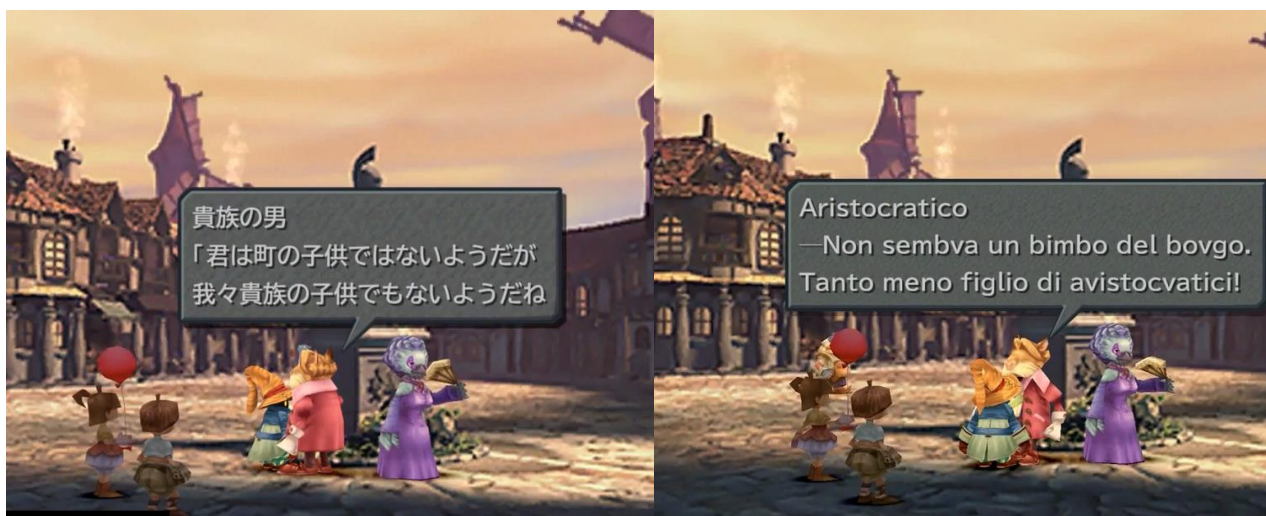 貴族の男
「君は町の子供ではないようだが
我々貴族の子供でもないようだね
Aristocratico
—Non sembva un bimbo del bovgo.
Tanto meno figlio di avistocvatici!